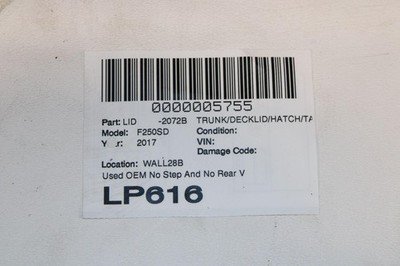 0000005755
Part: LID -2072B TRUNK/DECKLID/HATCH/TA
Model: F250SD Condition:
Y .r: 2017 VIN:
Damage Code:
Location: WALL28B
Used OEM No Step And No Rear V
LP616